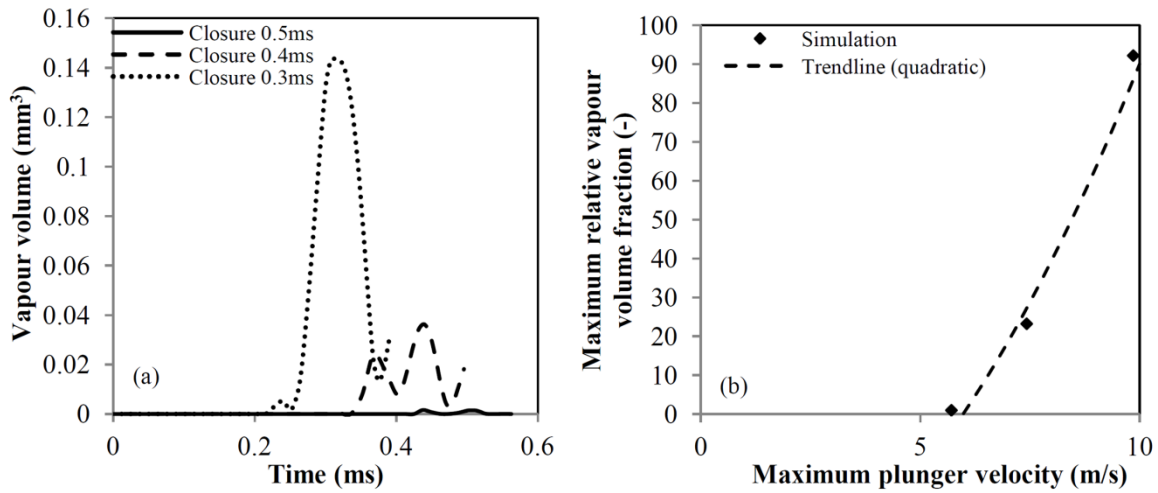 0.16
0.14
0.12
0.1
0.08
0.06
0.04
0.02
0
Vapour volume (mm³)
Closure 0.5ms
Closure 0.4ms
Closure 0.3ms
(a)
0
0.2
0.4
0.6
Time (ms)
100
90
80
70
60
50
40
30
20
10
0
Maximum relative vapour
volume fraction (-)
Simulation
Trendline (quadratic)
(b)
0
5
10
Maximum plunger velocity (m/s)